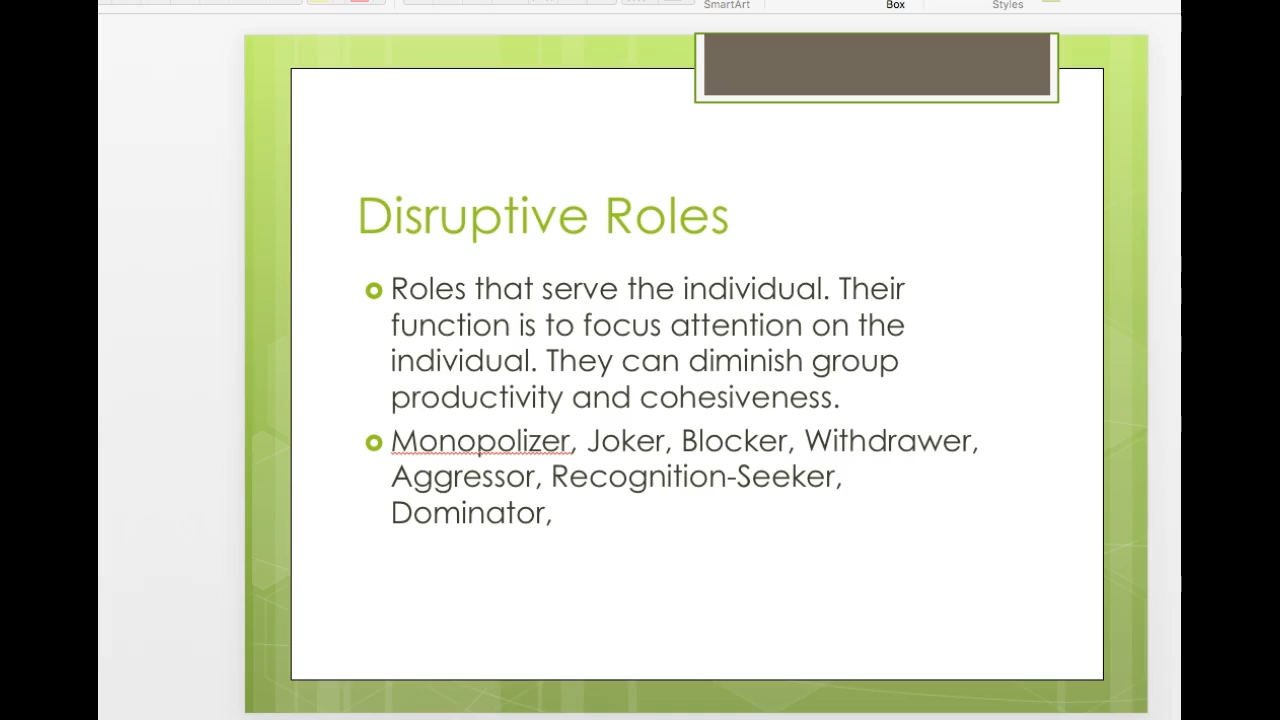 SmartArt Box Styles
Disruptive Roles
Roles that serve the individual. Their
function is to focus attention on the
individual. They can diminish group
productivity and cohesiveness.
Monopolizer, Joker, Blocker, Withdrawer,
Aggressor, Recognition-Seeker,
Dominator,